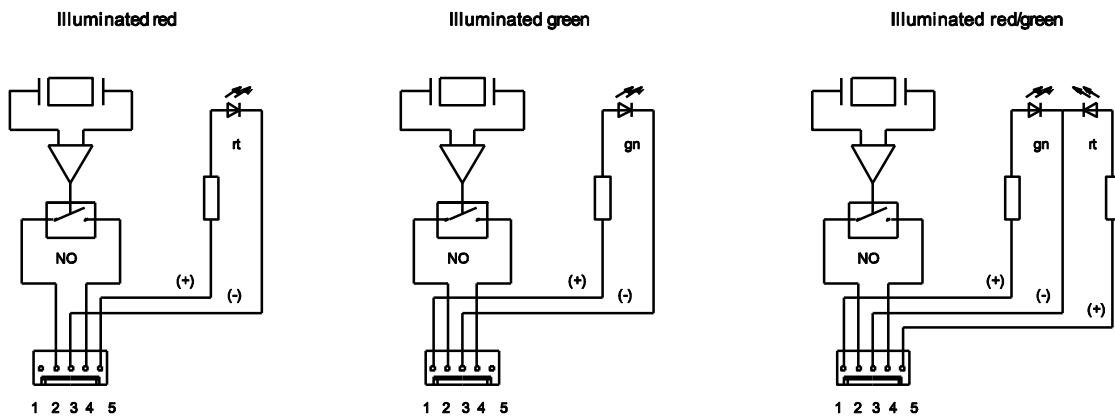 Illuminated red
Illuminated green
Illuminated red/green
rt
gn
gn
rt
NO
NO
NO
(+)
(-)
(+)
(-)
(+)
(-)
(+)
1 2 3 4 5
1 2 3 4 5
1 2 3 4 5